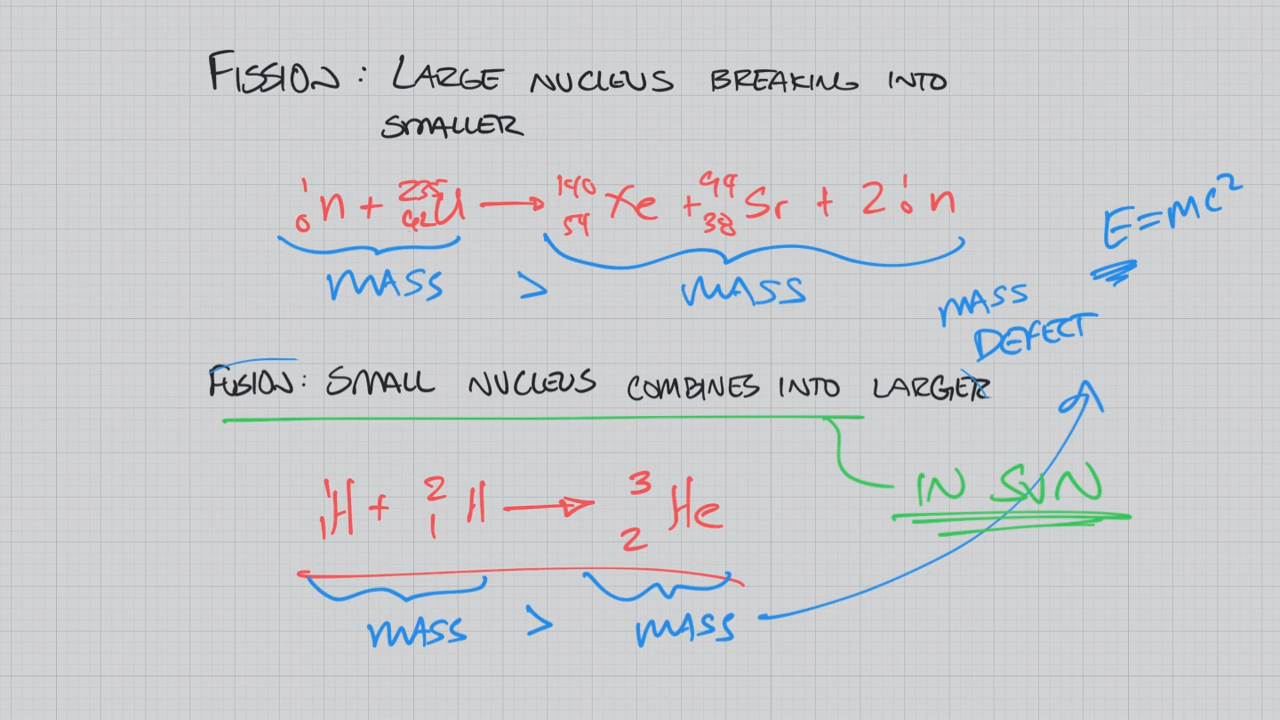 FISSION: LARGE NUCLEUS BREAKING INTO
SMALLER
¹₀n + ²³⁵₉₂U → ¹⁴⁰₅₄Xe + ⁹⁴₃₈Sr + 2 ¹₀n
E=mc²
MASS > MASS
MASS
DEFECT
FUSION: SMALL NUCLEUS COMBINES INTO LARGER
¹₁H + ²₁H → ³₂He
IN SUN
MASS > MASS